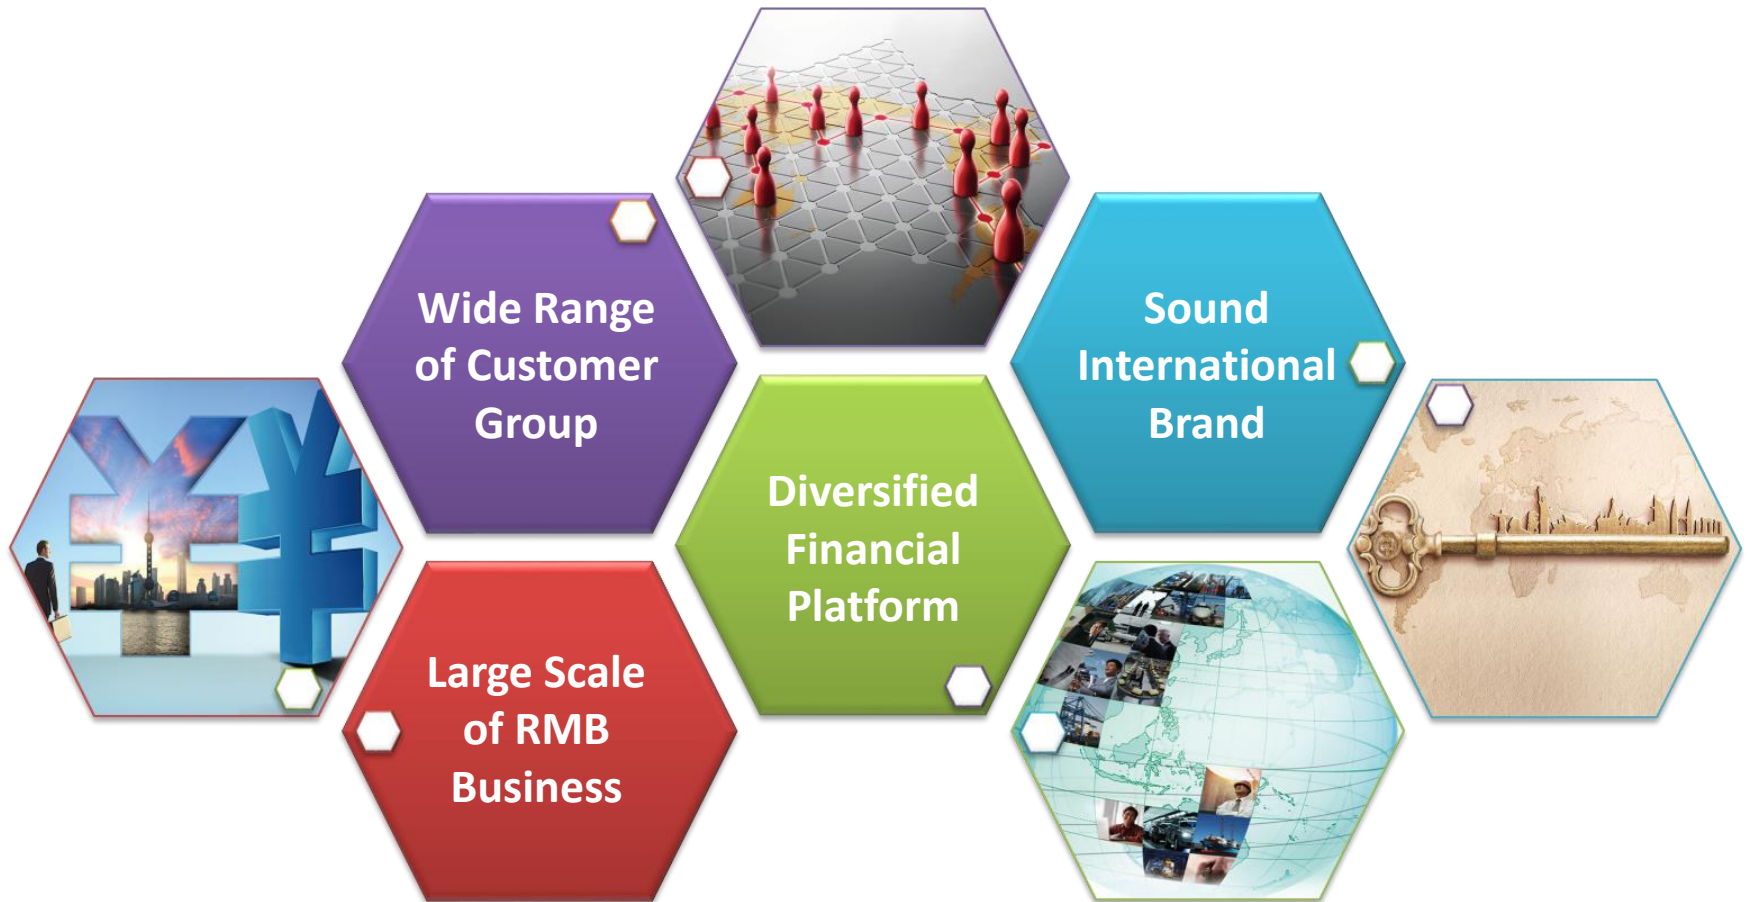 Wide Range
of Customer
Group
Sound
International
Brand
Diversified
Financial
Platform
Large Scale
of RMB
Business